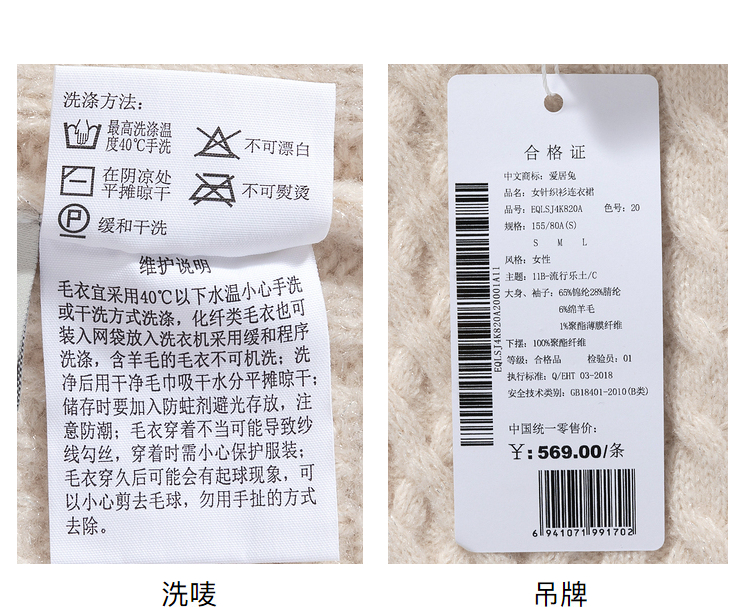 洗涤方法：
最高洗涤温
度40℃手洗
不可漂白
在阴凉处
平摊晾干
不可熨烫
P
缓和干洗
维护说明
毛衣宜采用40℃以下水温小心手洗
或干洗方式洗涤，化纤类毛衣也可
装入网袋放入洗衣机采用缓和程序
洗涤，含羊毛的毛衣不可机洗；洗
净后用干净毛巾吸干水分平摊晾干；
储存时要加入防蛀剂避光存放，注
意防潮；毛衣穿着不当可能导致纱
线勾丝，穿着时需小心保护服装；
毛衣穿久后可能会有起球现象，可
以小心剪去毛球，勿用手扯的方式
去除。
洗唛
合格证
中文商标：爱居兔
品名：女针织衫连衣裙
品号：EQLSJ4K820A 色号：20
规格：155/80A(S)
S M L
风格：女性
主题：11B-流行乐土/C
大身、袖子：65%锦纶28%腈纶
6%绵羊毛
1%聚酯薄膜纤维
下摆：100%聚酯纤维
等级：合格品 检验员：01
执行标准：Q/EHT 03-2018
安全技术类别：GB18401-2010(B类)
中国统一零售价：
￥：569.00/条
EQLSJ4K820A20001A11
6 941071 991702
吊牌